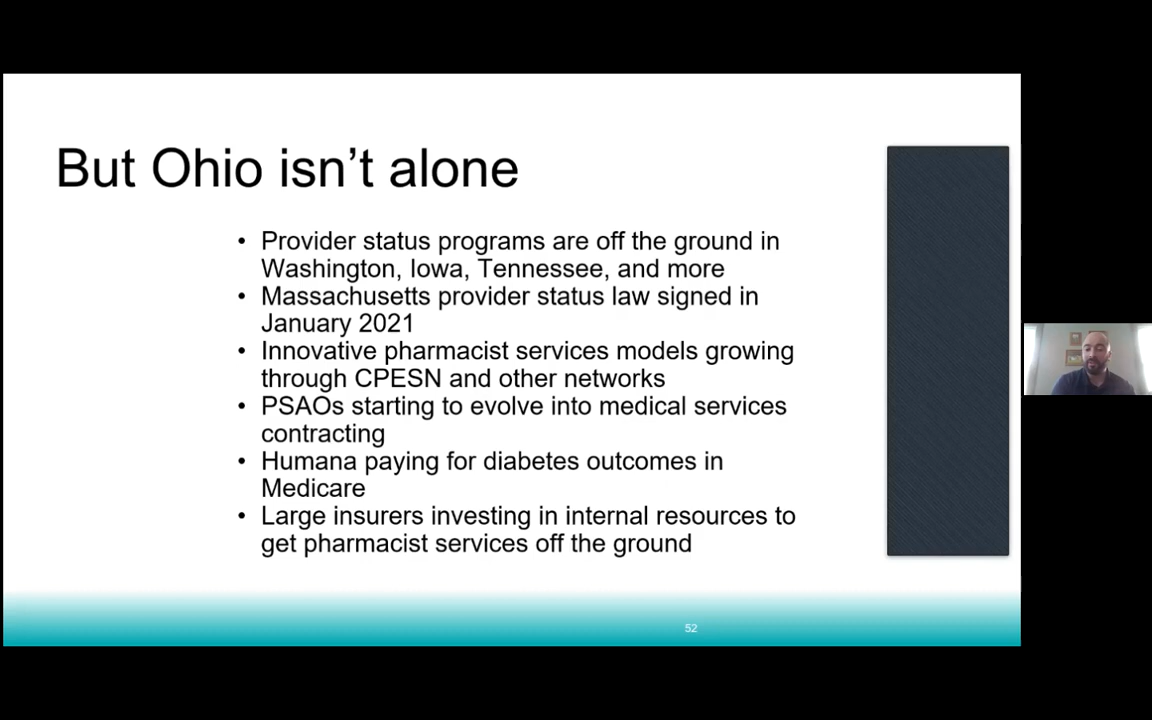 But Ohio isn’t alone
• Provider status programs are off the ground in
Washington, Iowa, Tennessee, and more
• Massachusetts provider status law signed in
January 2021
• Innovative pharmacist services models growing
through CPESN and other networks
• PSAOs starting to evolve into medical services
contracting
• Humana paying for diabetes outcomes in
Medicare
• Large insurers investing in internal resources to
get pharmacist services off the ground
52